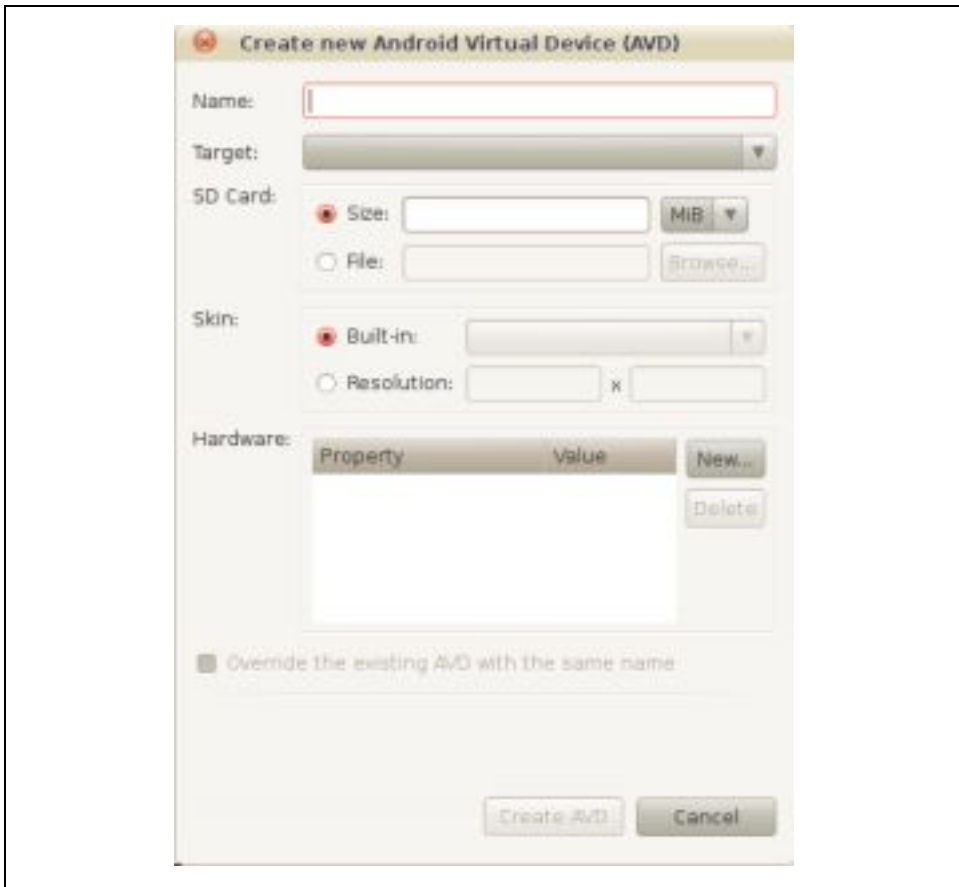 Create new Android Virtual Device (AVD)
Name:
Target:
SD Card:
Size:
MiB
File:
Browse...
Skin:
Built-in:
Resolution:
x
Hardware:
Property Value
New...
Delete
Override the existing AVD with the same name
Create AVD
Cancel